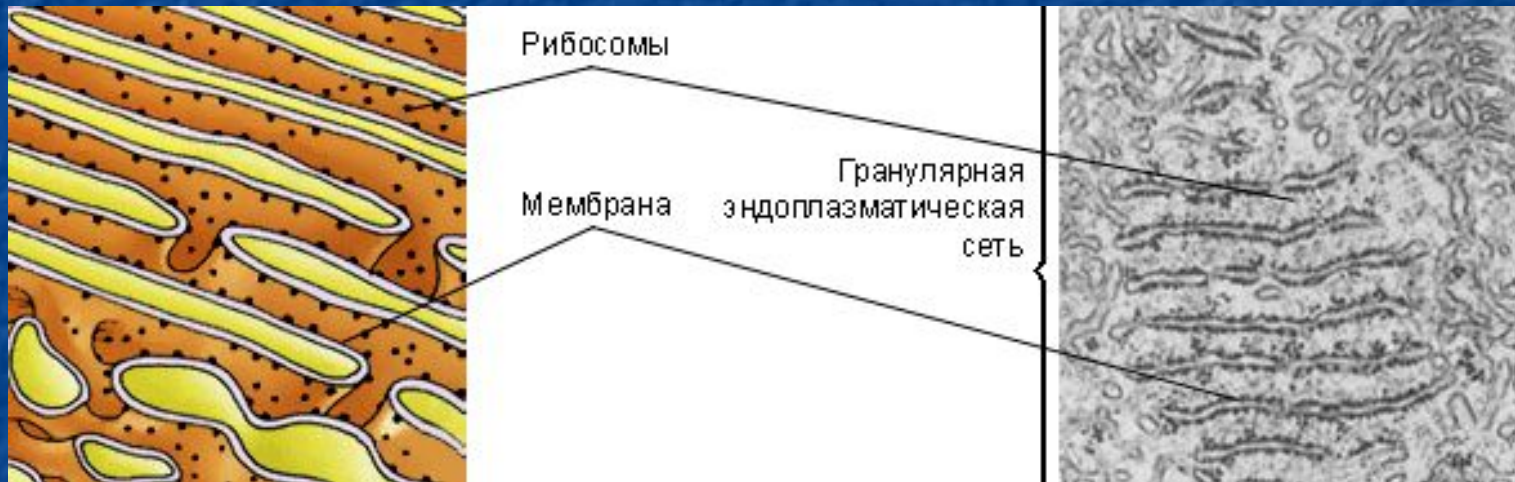 Рибосомы
Гранулярная
эндоплазматическая
сеть
Мембрана